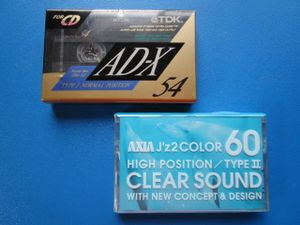 FOR
CD
TDK
AD-X
54
TYPE I NORMAL POSITION
AXIA J'z2 COLOR 60
HIGH POSITION/TYPE II
CLEAR SOUND
WITH NEW CONCEPT & DESIGN